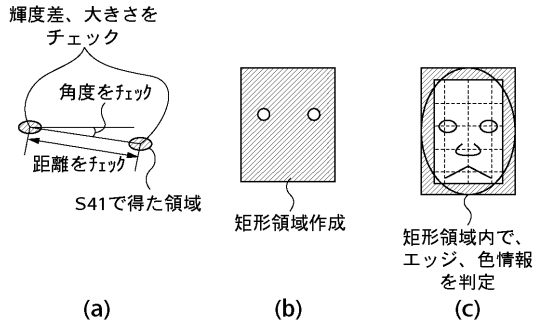 輝度差、大きさを
チェック
角度をﾁｪｯｸ
距離をﾁｪｯｸ
S41で得た領域
(a)
矩形領域作成
(b)
矩形領域内で、
エッジ、色情報
を判定
(c)